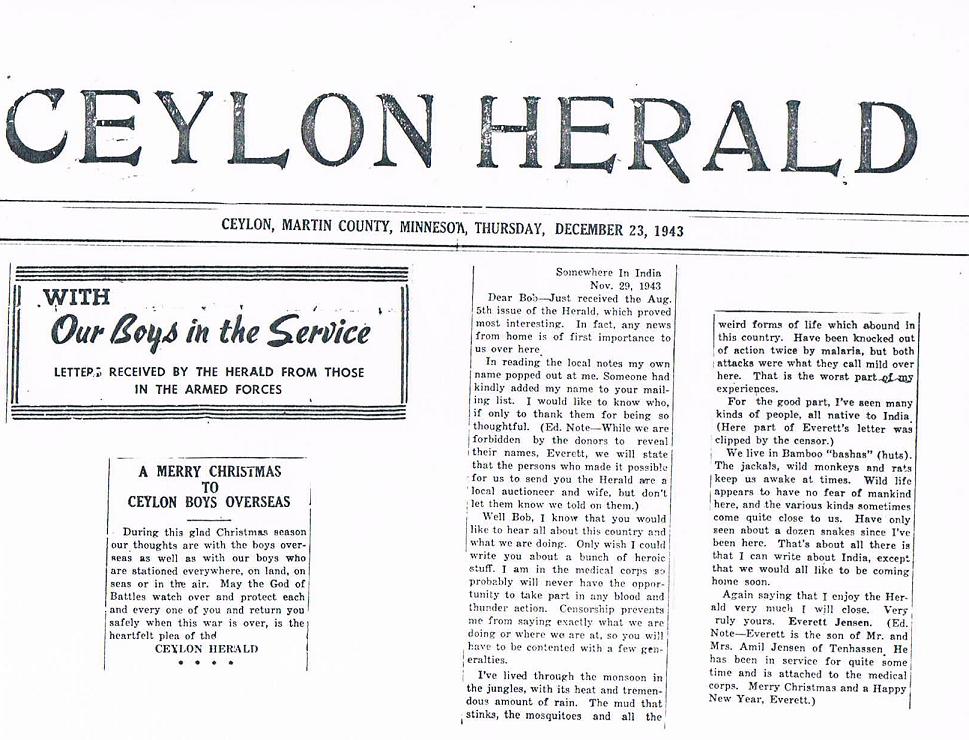 CEYLON HERALD
CEYLON, MARTIN COUNTY, MINNESOTA, THURSDAY, DECEMBER 23, 1943
WITH
Our Boys in the Service
LETTERS RECEIVED BY THE HERALD FROM THOSE
IN THE ARMED FORCES
A MERRY CHRISTMAS
TO
CEYLON BOYS OVERSEAS
During this glad Christmas season
our thoughts are with the boys over-
seas as well as with our boys who
are stationed everywhere, on land, on
seas or in the air. May the God of
Battles watch over and protect each
and every one of you and return you
safely when this war is over, is the
heartfelt plea of the
CEYLON HERALD
* * * *
Somewhere In India
Nov. 29, 1943
Dear Bob—Just received the Aug.
5th issue of the Herald, which proved
most interesting. In fact, any news
from home is of first importance to
us over here.
In reading the local notes my own
name popped out at me. Someone had
kindly added my name to your mail-
ing list. I would like to know who,
if only to thank them for being so
thoughtful. (Ed. Note—While we are
forbidden by the donors to reveal
their names, Everett, we will state
that the persons who made it possible
for us to send you the Herald are a
local auctioneer and wife, but don't
let them know we told on them.)
Well Bob, I know that you would
like to hear all about this country and
what we are doing. Only wish I could
write you about a bunch of heroic
stuff. I am in the medical corps so
probably will never have the oppor-
tunity to take part in any blood and
thunder action. Censorship prevents
me from saying exactly what we are
doing or where we are at, so you will
have to be contented with a few gen-
eralties.
I've lived through the monsoon in
the jungles, with its heat and tremen-
dous amount of rain. The mud that
stinks, the mosquitoes and all the
weird forms of life which abound in
this country. Have been knocked out
of action twice by malaria, but both
attacks were what they call mild over
here. That is the worst part of my
experiences.
For the good part, I've seen many
kinds of people, all native to India.
(Here part of Everett's letter was
clipped by the censor.)
We live in Bamboo "bashas" (huts).
The jackals, wild monkeys and rats
keep us awake at times. Wild life
appears to have no fear of mankind
here, and the various kinds sometimes
come quite close to us. Have only
seen about a dozen snakes since I've
been here. That's about all there is
that I can write about India, except
that we would all like to be coming
home soon.
Again saying that I enjoy the Her-
ald very much I will close. Very
truly yours. Everett Jensen. (Ed.
Note—Everett is the son of Mr. and
Mrs. Amil Jensen of Tenhassen. He
has been in service for quite some
time and is attached to the medical
corps. Merry Christmas and a Happy
New Year, Everett.)